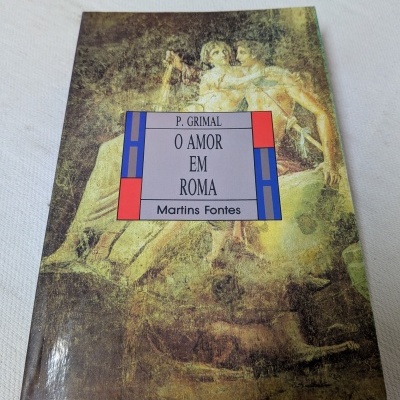 P. GRIMAL
O AMOR
EM
ROMA
Martins Fontes